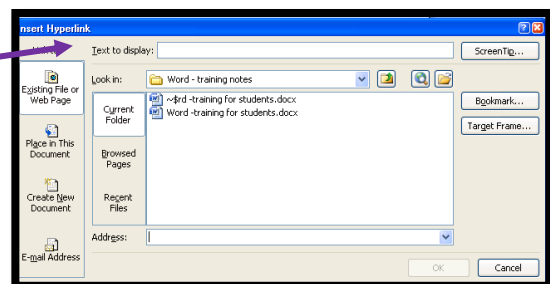 nsert Hyperlink
Text to display:
ScreenTip...
Existing File or
Web Page
Look in:
Word - training notes
Current
Folder
~$rd -training for students.docx
Word -training for students.docx
Bookmark...
Target Frame...
Place in This
Document
Browsed
Pages
Create New
Document
Recent
Files
Address:
E-mail Address
OK
Cancel